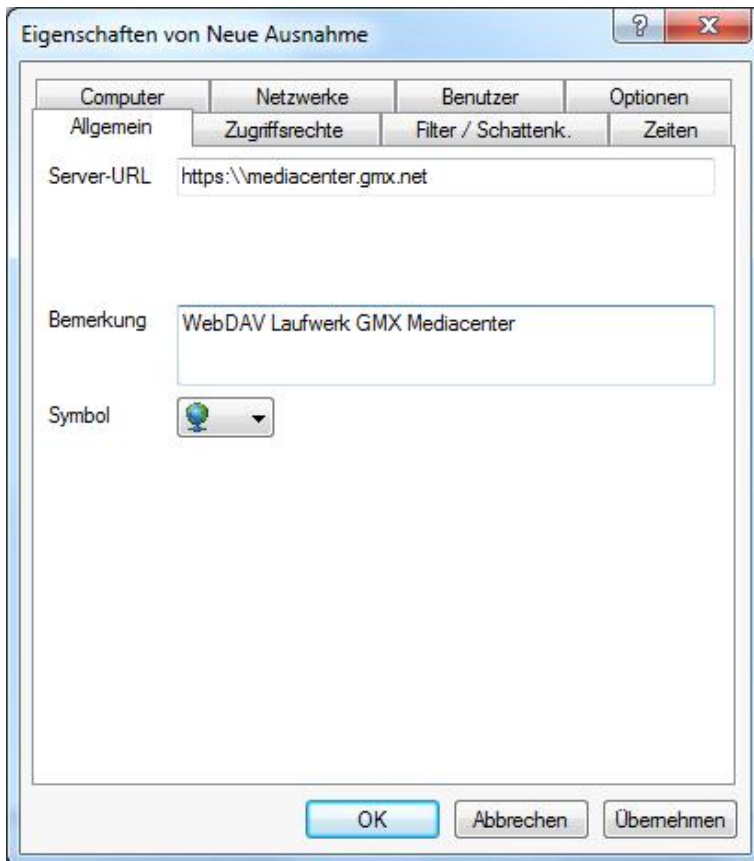 Eigenschaften von Neue Ausnahme
Computer Netzwerke Benutzer Optionen
Allgemein Zugriffsrechte Filter / Schattenk. Zeiten
Server-URL https:\\mediacenter.gmx.net
Bemerkung WebDAV Laufwerk GMX Mediacenter
Symbol
OK Abbrechen Übernehmen